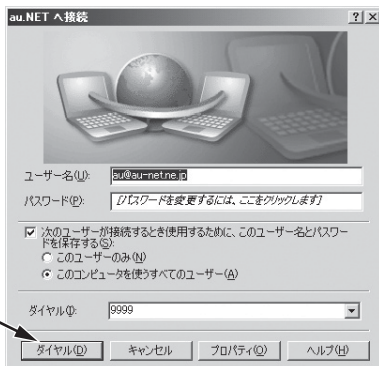 au.NET へ接続
ユーザー名(U): au@au-net.ne.jp
パスワード(P): [パスワードを変更するには、ここをクリックします]
次のユーザーが接続するとき使用するために、このユーザー名とパスワー
ドを保存する(S):
このユーザーのみ(N)
このコンピュータを使うすべてのユーザー(A)
ダイヤル(I): 9999
ダイヤル(D) キャンセル プロパティ(O) ヘルプ(H)